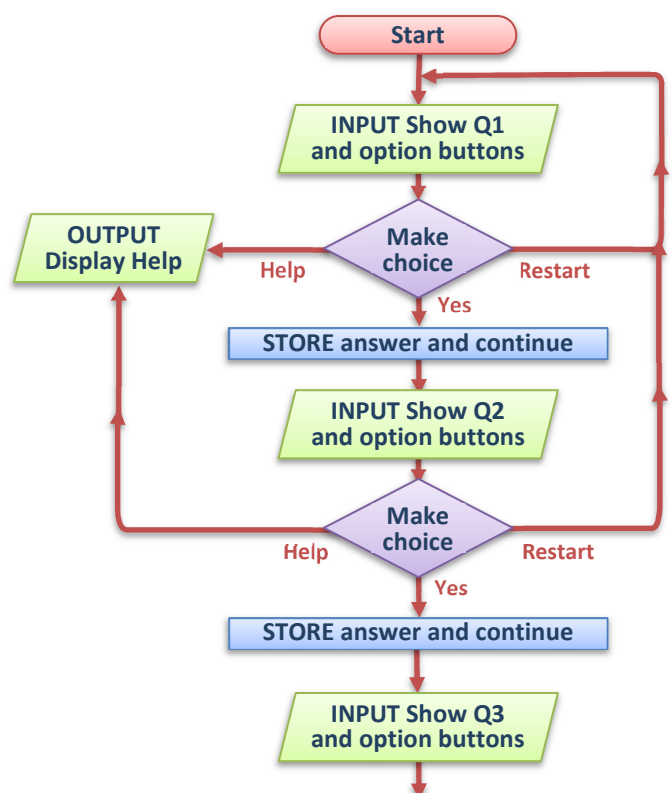 Start
INPUT Show Q1
and option buttons
OUTPUT
Display Help
Help
Make
choice
Restart
Yes
STORE answer and continue
INPUT Show Q2
and option buttons
Make
choice
Help
Restart
Yes
STORE answer and continue
INPUT Show Q3
and option buttons